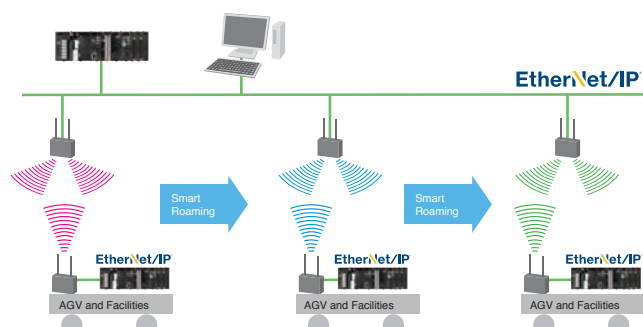 EtherNet/IP
Smart
Roaming
Smart
Roaming
EtherNet/IP
EtherNet/IP
EtherNet/IP
AGV and Facilities
AGV and Facilities
AGV and Facilities